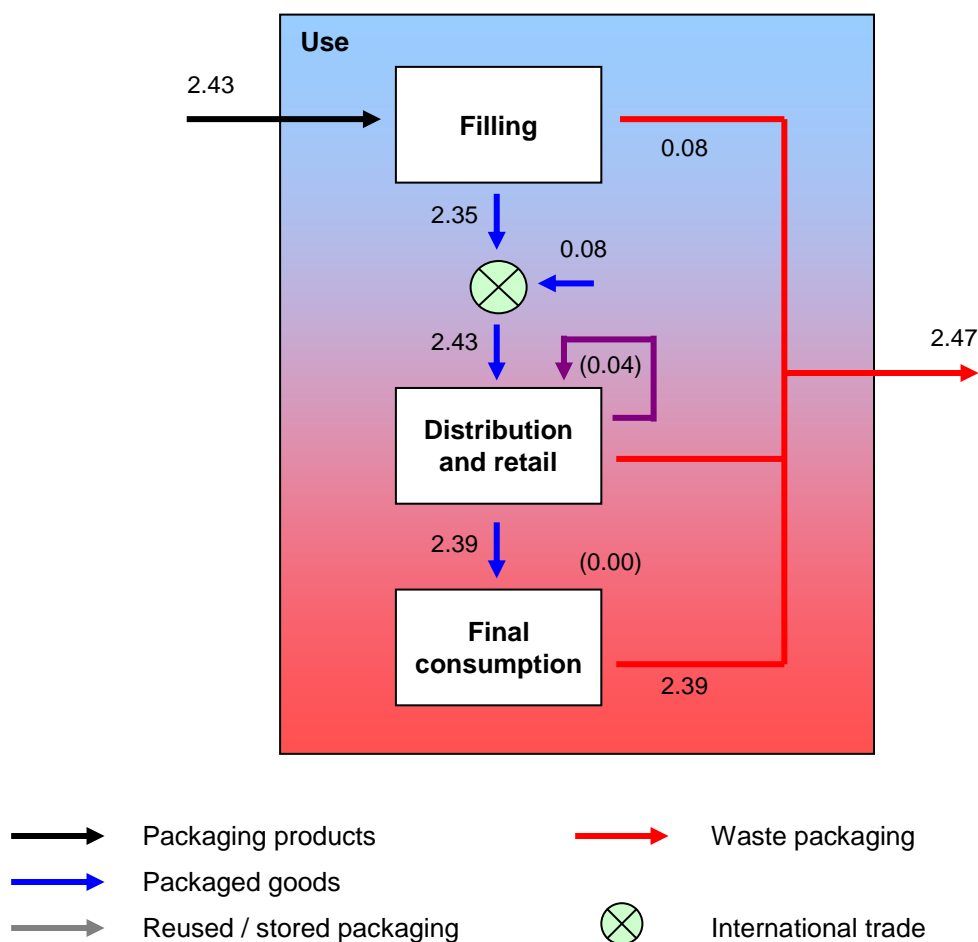 Use
2.43
Filling
0.08
2.35
0.08
2.43
(0.04)
2.47
Distribution
and retail
2.39
(0.00)
Final
consumption
2.39
Packaging products
Waste packaging
Packaged goods
Reused / stored packaging
International trade